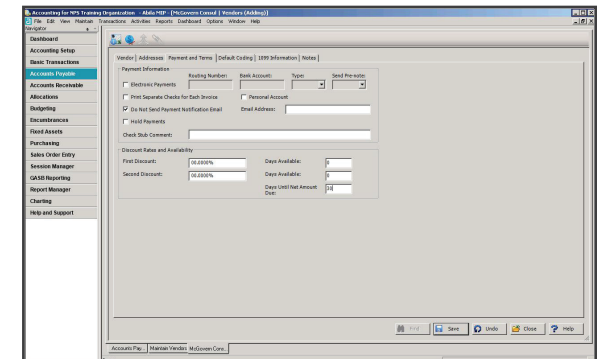 Accounting for NPS Training Organization - Abila MIP - [McGovern Consul | Vendors (Adding)]
File Edit View Maintain Transactions Activities Reports Dashboard Options Window Help
Navigator
Dashboard
Accounting Setup
Basic Transactions
Accounts Payable
Accounts Receivable
Allocations
Budgeting
Encumbrances
Fixed Assets
Purchasing
Sales Order Entry
Session Manager
GASB Reporting
Report Manager
Charting
Help and Support
Vendor Addresses Payment and Terms Default Coding 1099 Information Notes
Payment Information
Routing Number: Bank Account: Type: Send Pre-note:
Electronic Payments
Print Separate Checks for Each Invoice Personal Account
Do Not Send Payment Notification Email Email Address:
Hold Payments
Check Stub Comment:
Discount Rates and Availability
First Discount: 00.0000% Days Available: 0
Second Discount: 00.0000% Days Available: 0
Days Until Net Amount Due: 30
Find Save Undo Close Help
Accounts Pay... Maintain Vendors McGovern Cons...